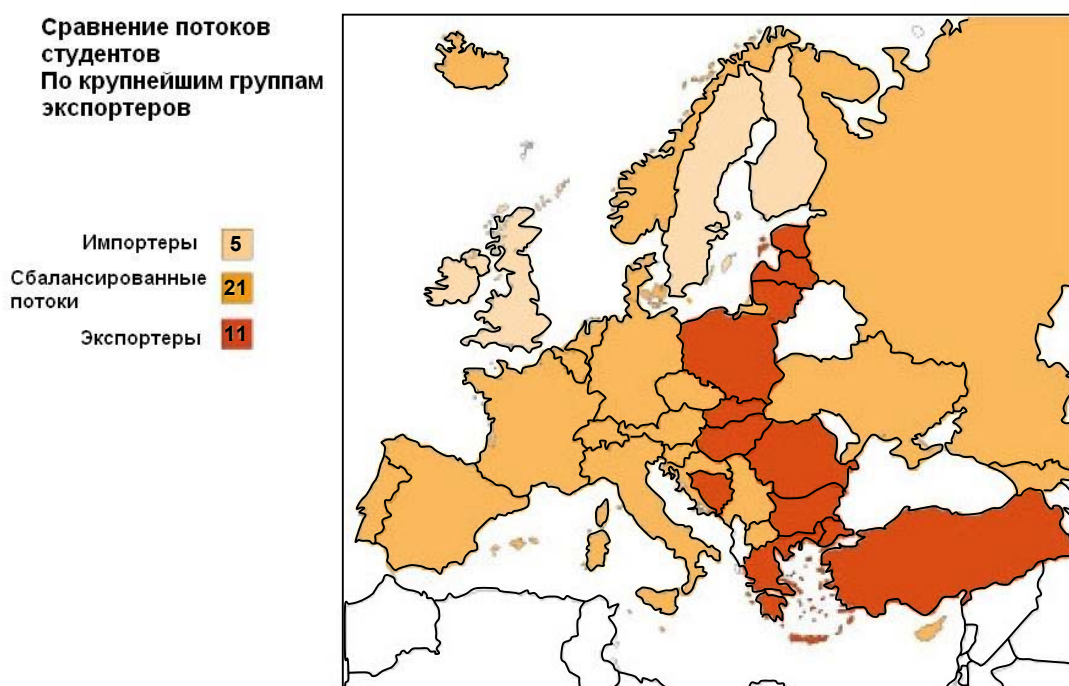 Сравнение потоков
студентов
По крупнейшим группам
экспортеров
Импортеры 5
Сбалансированные
потоки 21
Экспортеры 11